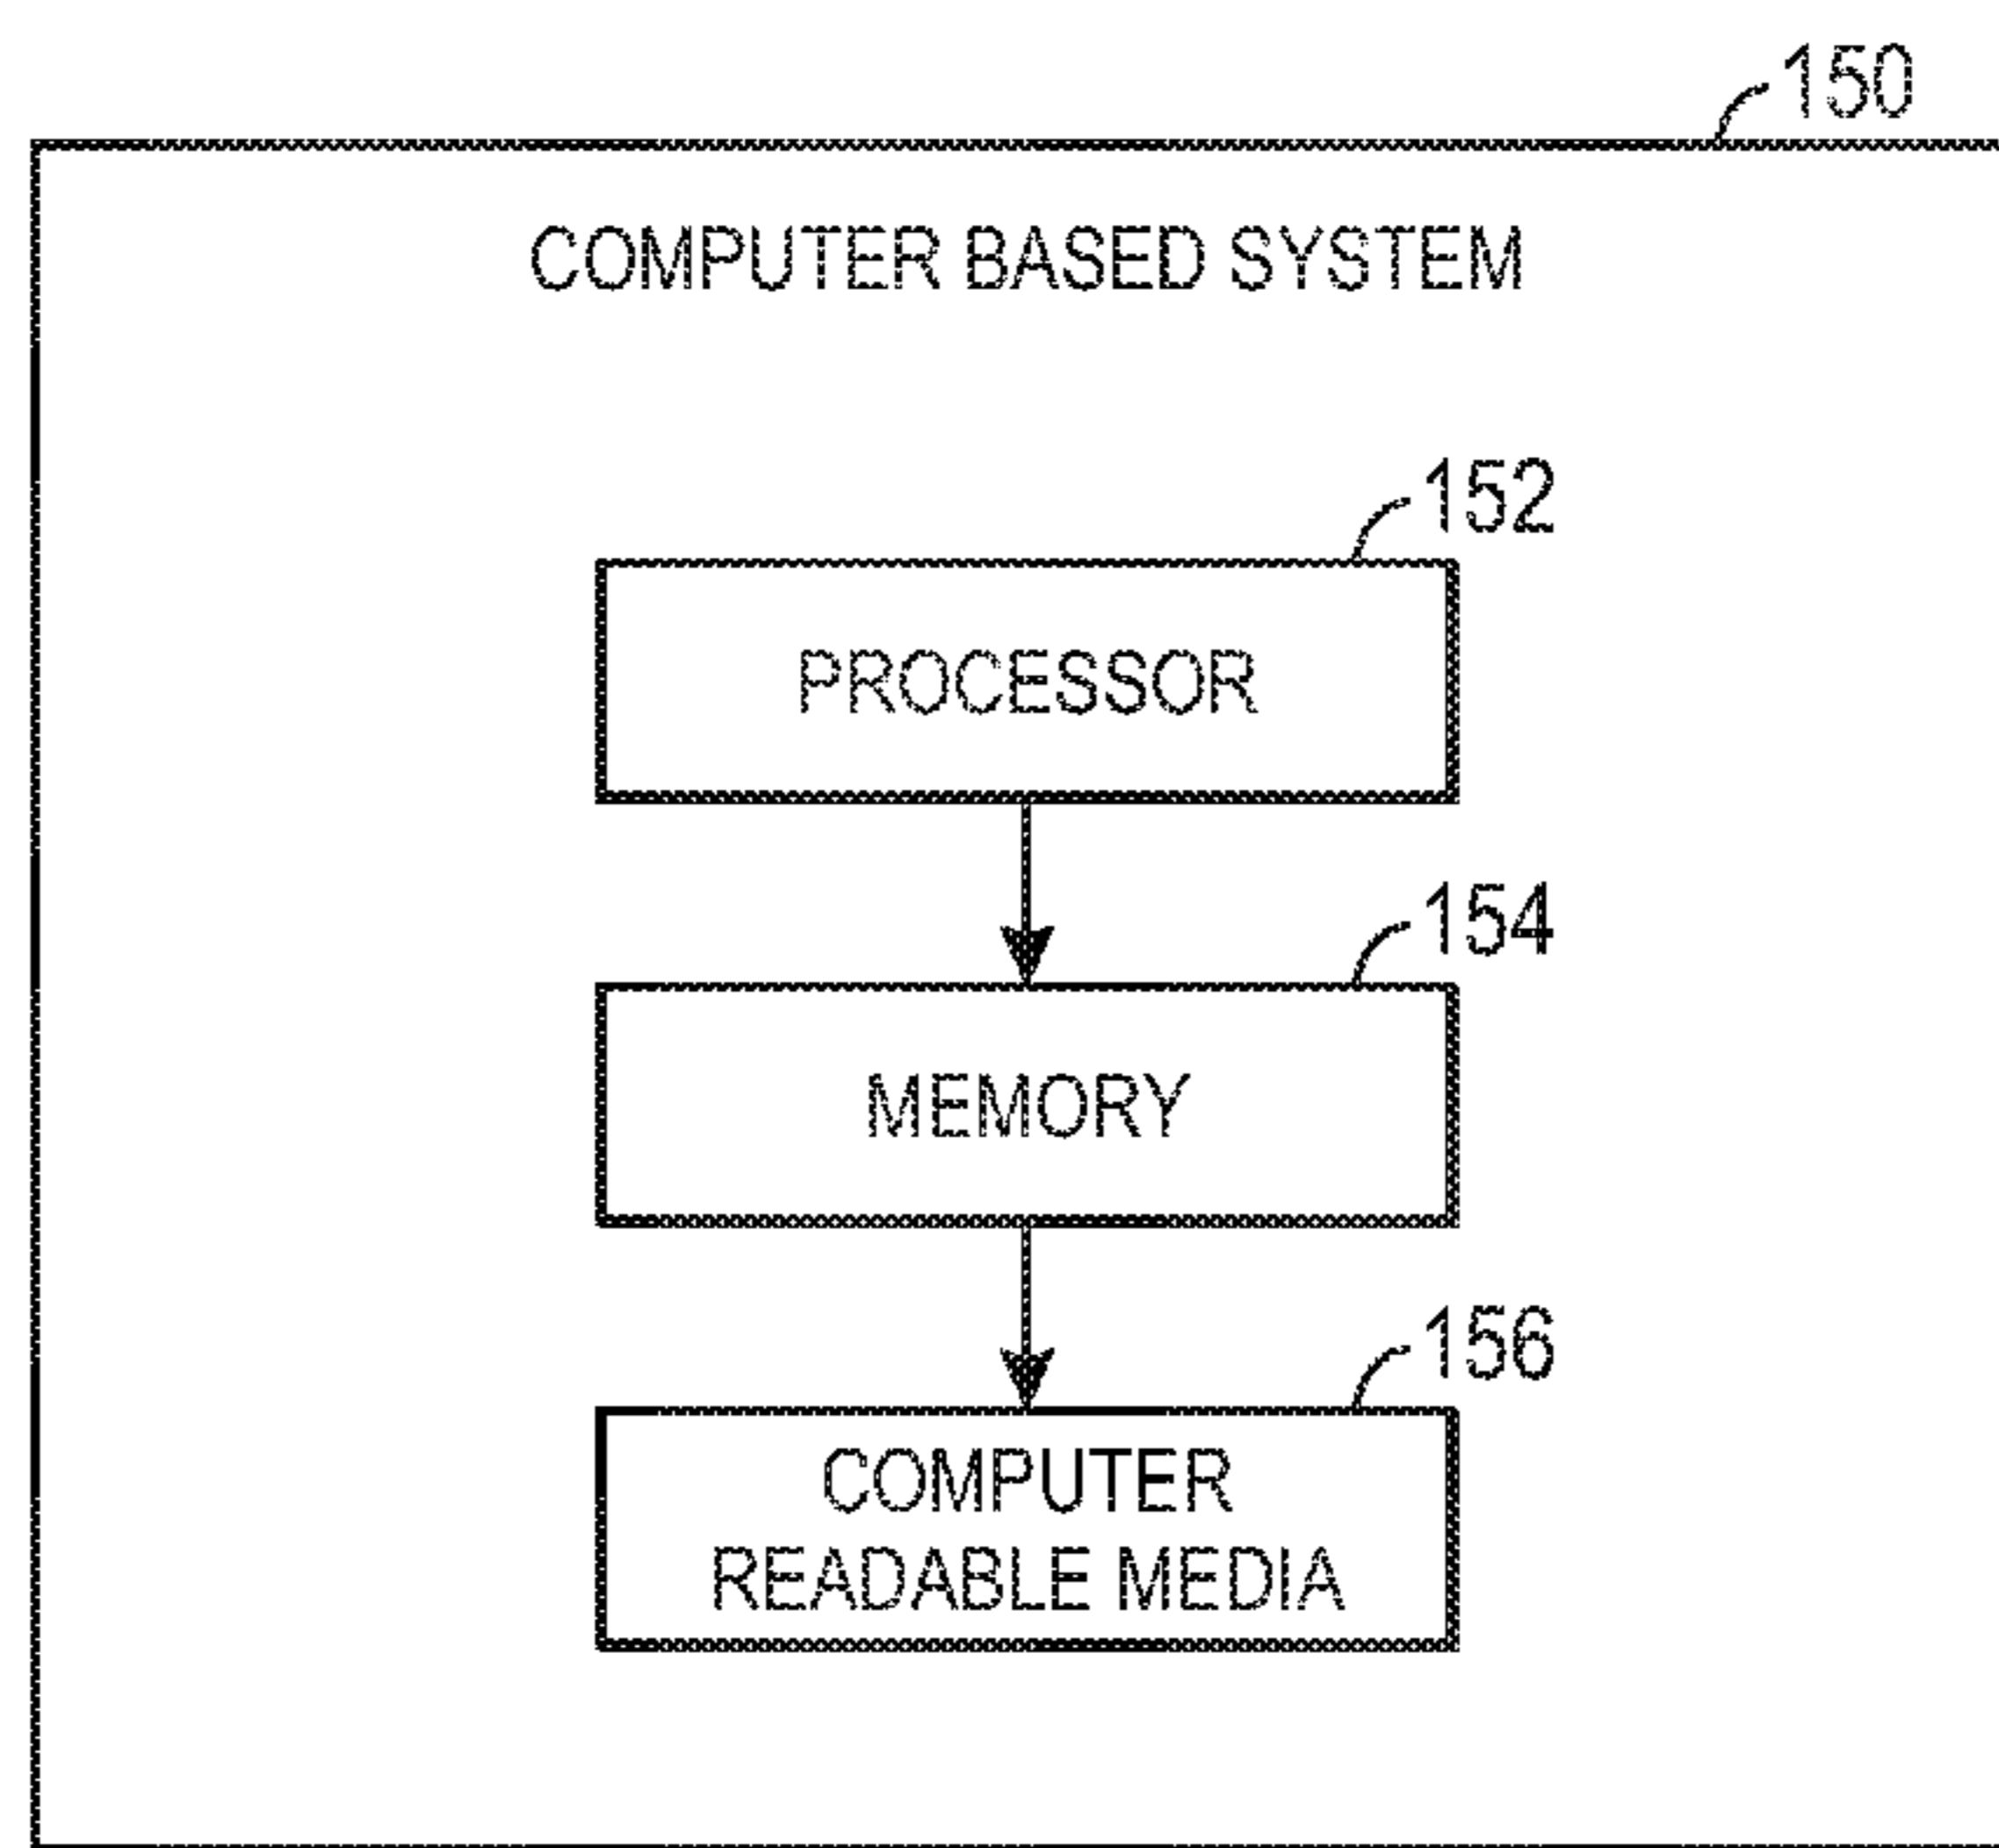 150
COMPUTER BASED SYSTEM
152
PROCESSOR
154
MEMORY
156
COMPUTER
READABLE MEDIA